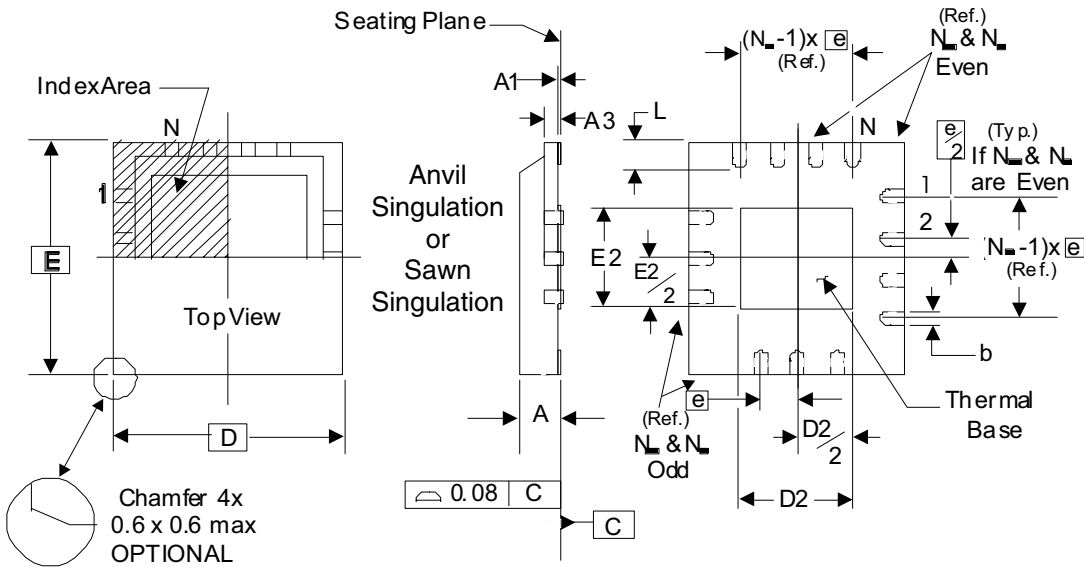 Seating Plane
(Ref.)
N & N
Even
(N -1)x e
(Ref.)
IndexArea
A1
A3
L
N
N
e/2
(Typ.)
If N & N
are Even
1
1
2
Anvil
Singulation
or
Sawn
Singulation
E
E2
E2/2
(N -1)x e
(Ref.)
TopView
b
e
A
D
(Ref.)
N & N
Odd
D2/2
Thermal
Base
D2
0.08 C
C
Chamfer 4x
0.6 x 0.6 max
OPTIONAL